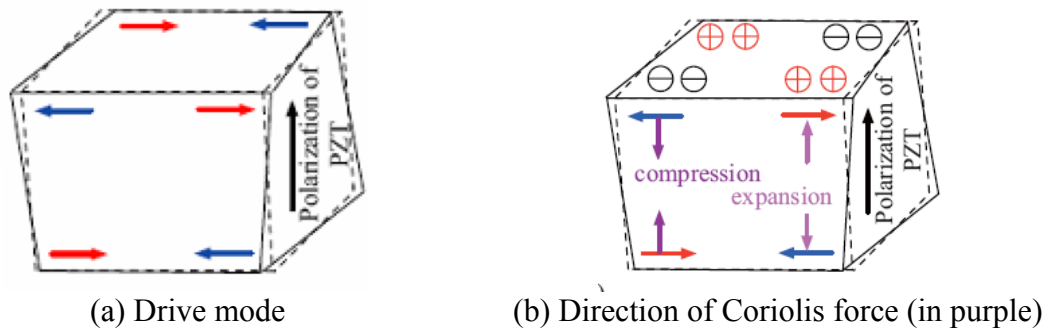 Polarization of
PZT
compression
expansion
Polarization of
PZT
(a) Drive mode
(b) Direction of Coriolis force (in purple)